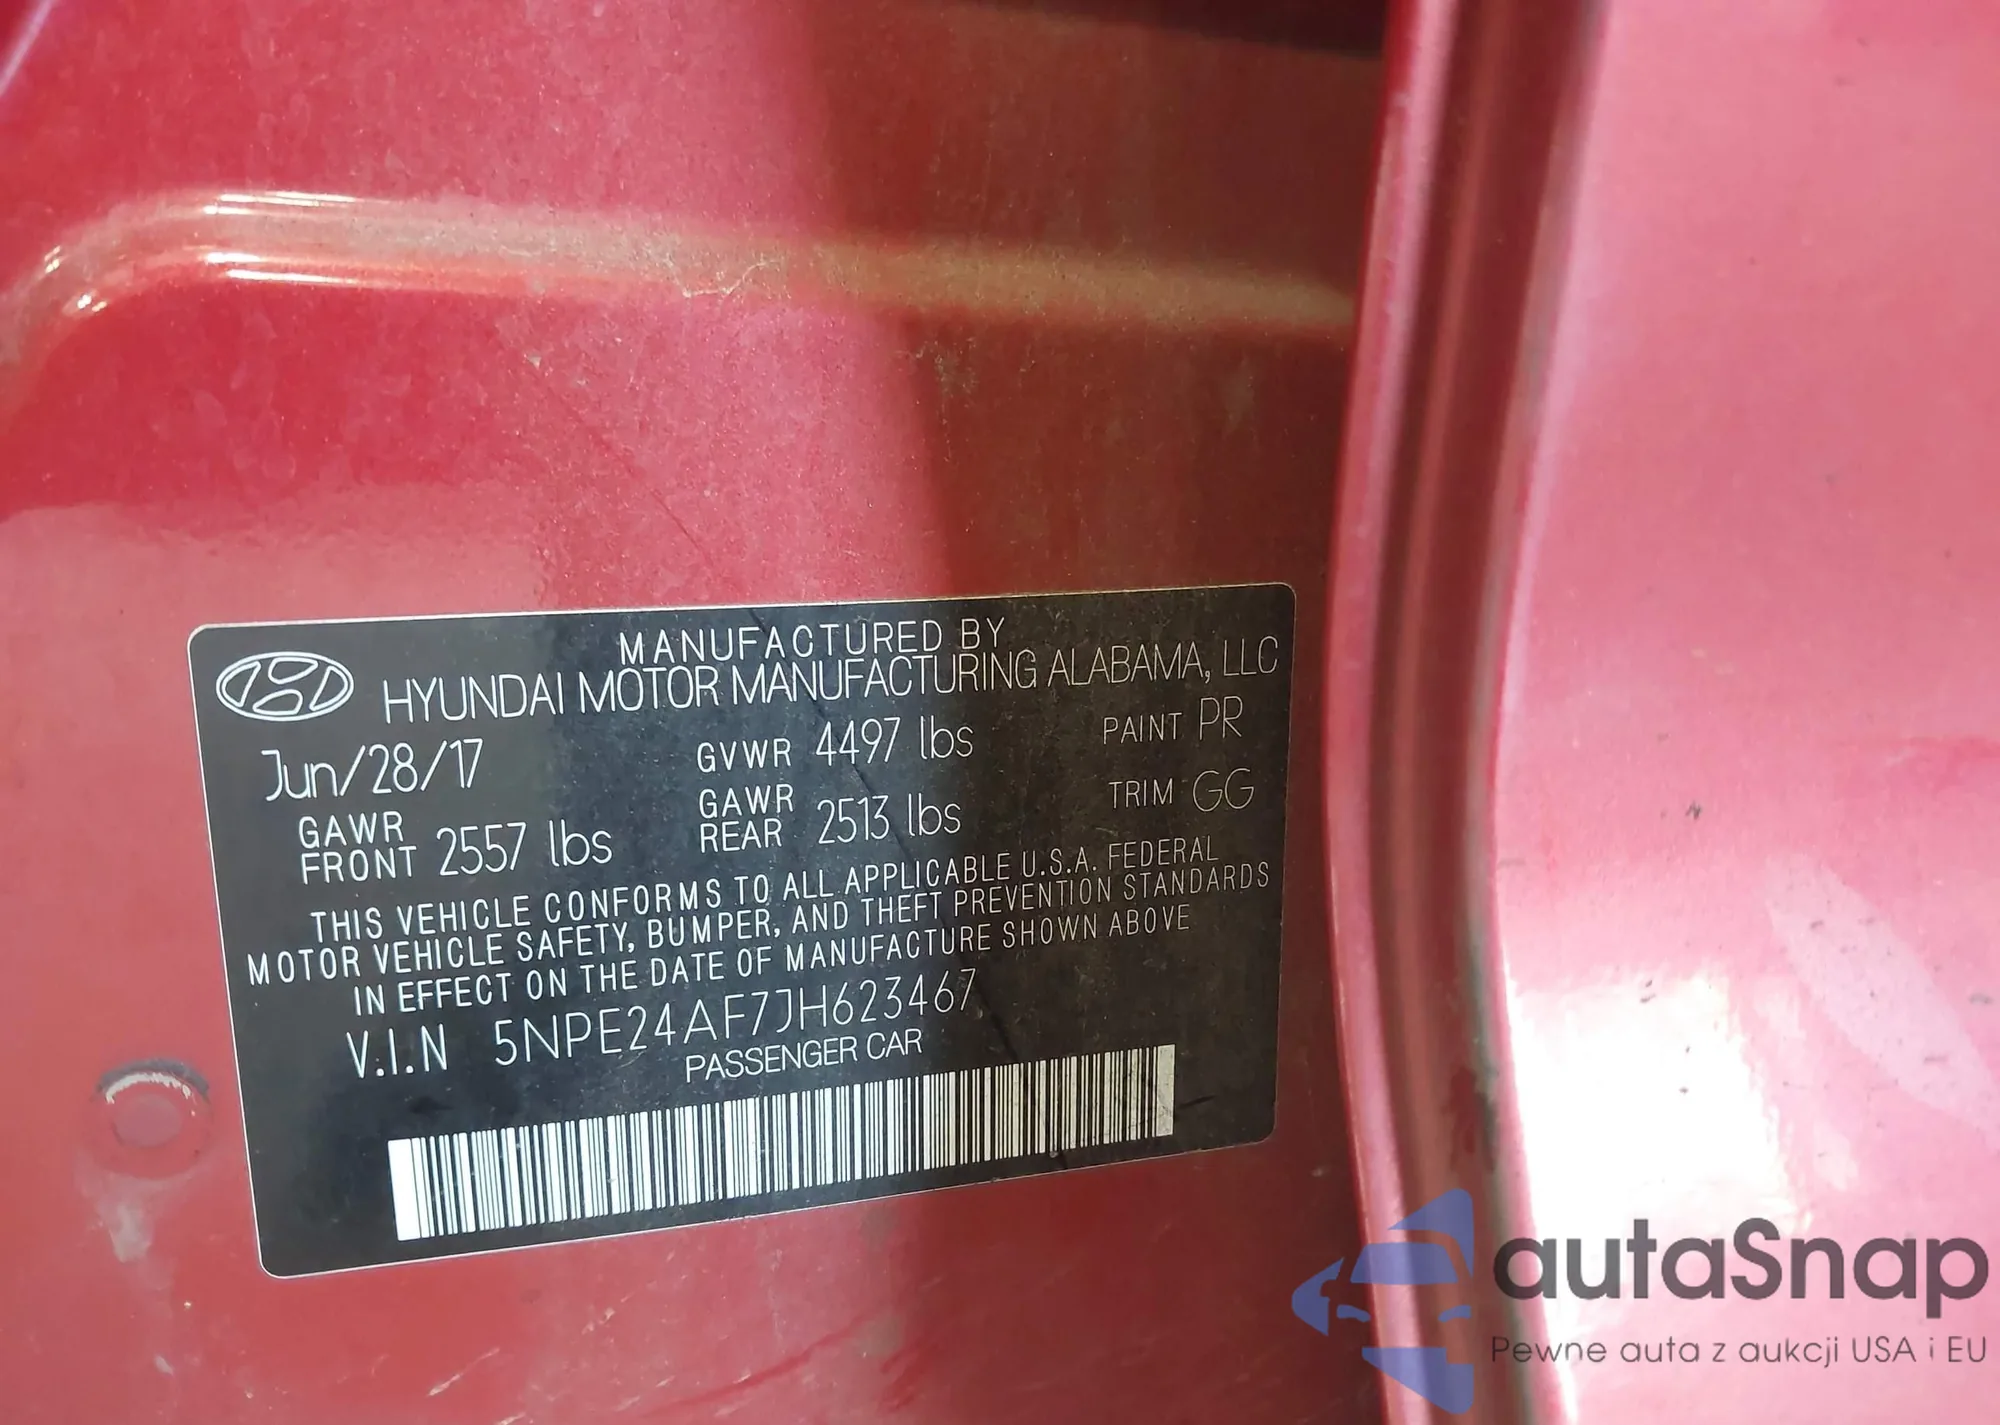 MANUFACTURED BY
HYUNDAI MOTOR MANUFACTURING ALABAMA, LLC
Jun/28/17 GVWR 4497 lbs PAINT PR
GAWR FRONT 2557 lbs GAWR REAR 2513 lbs TRIM GG
THIS VEHICLE CONFORMS TO ALL APPLICABLE U.S.A. FEDERAL
MOTOR VEHICLE SAFETY, BUMPER, AND THEFT PREVENTION STANDARDS
IN EFFECT ON THE DATE OF MANUFACTURE SHOWN ABOVE
V.I.N 5NPE24AF7JH623467
PASSENGER CAR
autaSnap
Pewne auta z aukcji USA i EU